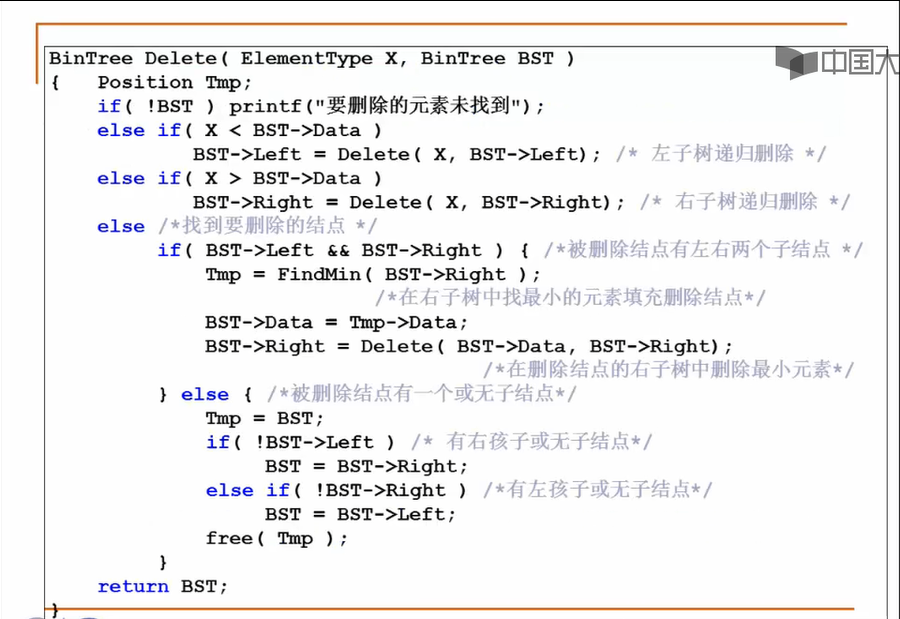 中国大
BinTree Delete( ElementType X, BinTree BST )
{   Position Tmp;
    if( !BST ) printf("要删除的元素未找到");
    else if( X < BST->Data )
            BST->Left = Delete( X, BST->Left); /* 左子树递归删除 */
    else if( X > BST->Data )
            BST->Right = Delete( X, BST->Right); /* 右子树递归删除 */
    else /*找到要删除的结点 */
         if( BST->Left && BST->Right ) { /*被删除结点有左右两个子结点 */
             Tmp = FindMin( BST->Right );
                           /*在右子树中找最小的元素填充删除结点*/
             BST->Data = Tmp->Data;
             BST->Right = Delete( BST->Data, BST->Right);
                                    /*在删除结点的右子树中删除最小元素*/
         } else { /*被删除结点有一个或无子结点*/
             Tmp = BST;
             if( !BST->Left ) /* 有右孩子或无子结点*/
                  BST = BST->Right;
             else if( !BST->Right ) /*有左孩子或无子结点*/
                  BST = BST->Left;
             free( Tmp );
         }
    return BST;
}